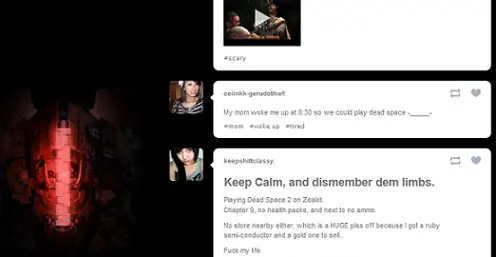 #scary
ceiinkk-gerudothief:
My mom woke me up at 8:30 so we could play dead space -_____-
#mom #woke up #tired
keepshittclassy:
Keep Calm, and dismember dem limbs.
Playing Dead Space 2 on Zealot.
Chapter 9, no health packs, and next to no ammo.
No store nearby either, which is a HUGE piss off because I got a ruby
semi-conductor and a gold one to sell..
Fuck my life.